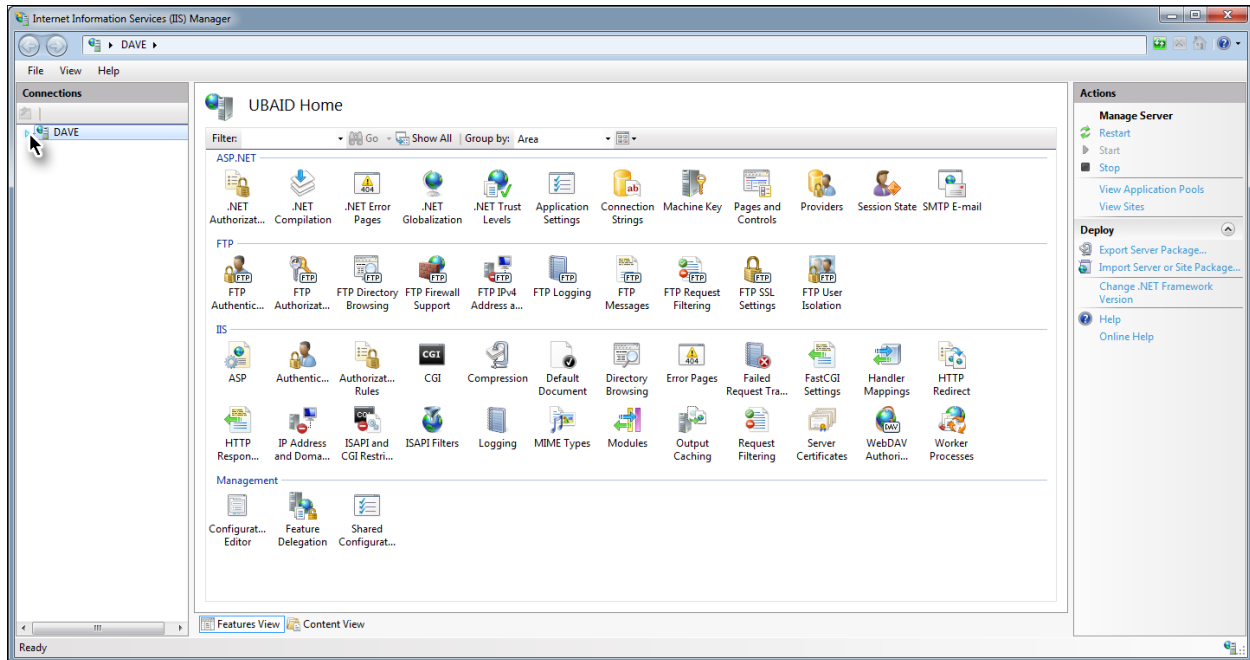 Internet Information Services (IIS) Manager
DAVE
File View Help
Connections
DAVE
UBAID Home
Filter: Go Show All Group by: Area
ASP.NET
.NET Authorizat...
.NET Compilation
.NET Error Pages
.NET Globalization
.NET Trust Levels
Application Settings
Connection Strings
Machine Key
Pages and Controls
Providers
Session State
SMTP E-mail
FTP
FTP Authentic...
FTP Authorizat...
FTP Directory Browsing
FTP Firewall Support
FTP IPv4 Address a...
FTP Logging
FTP Messages
FTP Request Filtering
FTP SSL Settings
FTP User Isolation
IIS
ASP
Authentic...
Authorizat... Rules
CGI
CGI
Compression
Default Document
Directory Browsing
404
Error Pages
Failed Request Tra...
FastCGI Settings
Handler Mappings
HTTP Redirect
HTTP Respon...
IP Address and Doma...
ISAPI and CGI Restri...
ISAPI Filters
Logging
MIME Types
Modules
Output Caching
Request Filtering
Server Certificates
WebDAV Authori...
Worker Processes
Management
Configurat... Editor
Feature Delegation
Shared Configurat...
Features View Content View
Ready
Actions
Manage Server
Restart
Start
Stop
View Application Pools
View Sites
Deploy
Export Server Package...
Import Server or Site Package...
Change .NET Framework
Version
Help
Online Help